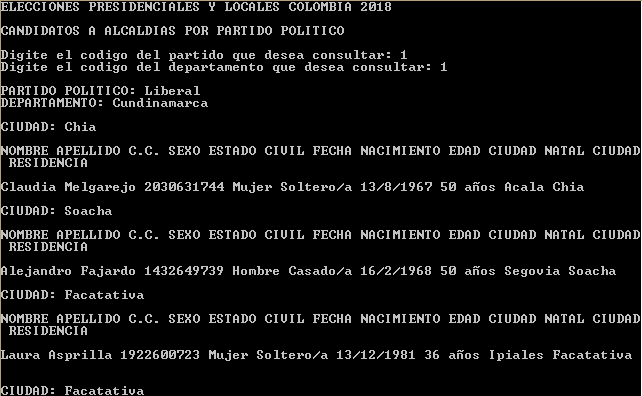 ELECCIONES PRESIDENCIALES Y LOCALES COLOMBIA 2018
CANDIDATOS A ALCALDIAS POR PARTIDO POLITICO
Digite el codigo del partido que desea consultar: 1
Digite el codigo del departamento que desea consultar: 1
PARTIDO POLITICO: Liberal
DEPARTAMENTO: Cundinamarca
CIUDAD: Chia
NOMBRE APELLIDO C.C. SEXO ESTADO CIVIL FECHA NACIMIENTO EDAD CIUDAD NATAL CIUDAD
RESIDENCIA
Claudia Melgarejo 2030631744 Mujer Soltero/a 13/8/1967 50 años Acala Chia
CIUDAD: Soacha
NOMBRE APELLIDO C.C. SEXO ESTADO CIVIL FECHA NACIMIENTO EDAD CIUDAD NATAL CIUDAD
RESIDENCIA
Alejandro Fajardo 1432649739 Hombre Casado/a 16/2/1968 50 años Segovia Soacha
CIUDAD: Facatativa
NOMBRE APELLIDO C.C. SEXO ESTADO CIVIL FECHA NACIMIENTO EDAD CIUDAD NATAL CIUDAD
RESIDENCIA
Laura Asprilla 1922600723 Mujer Soltero/a 13/12/1981 36 años Ipiales Facatativa
CIUDAD: Facatativa